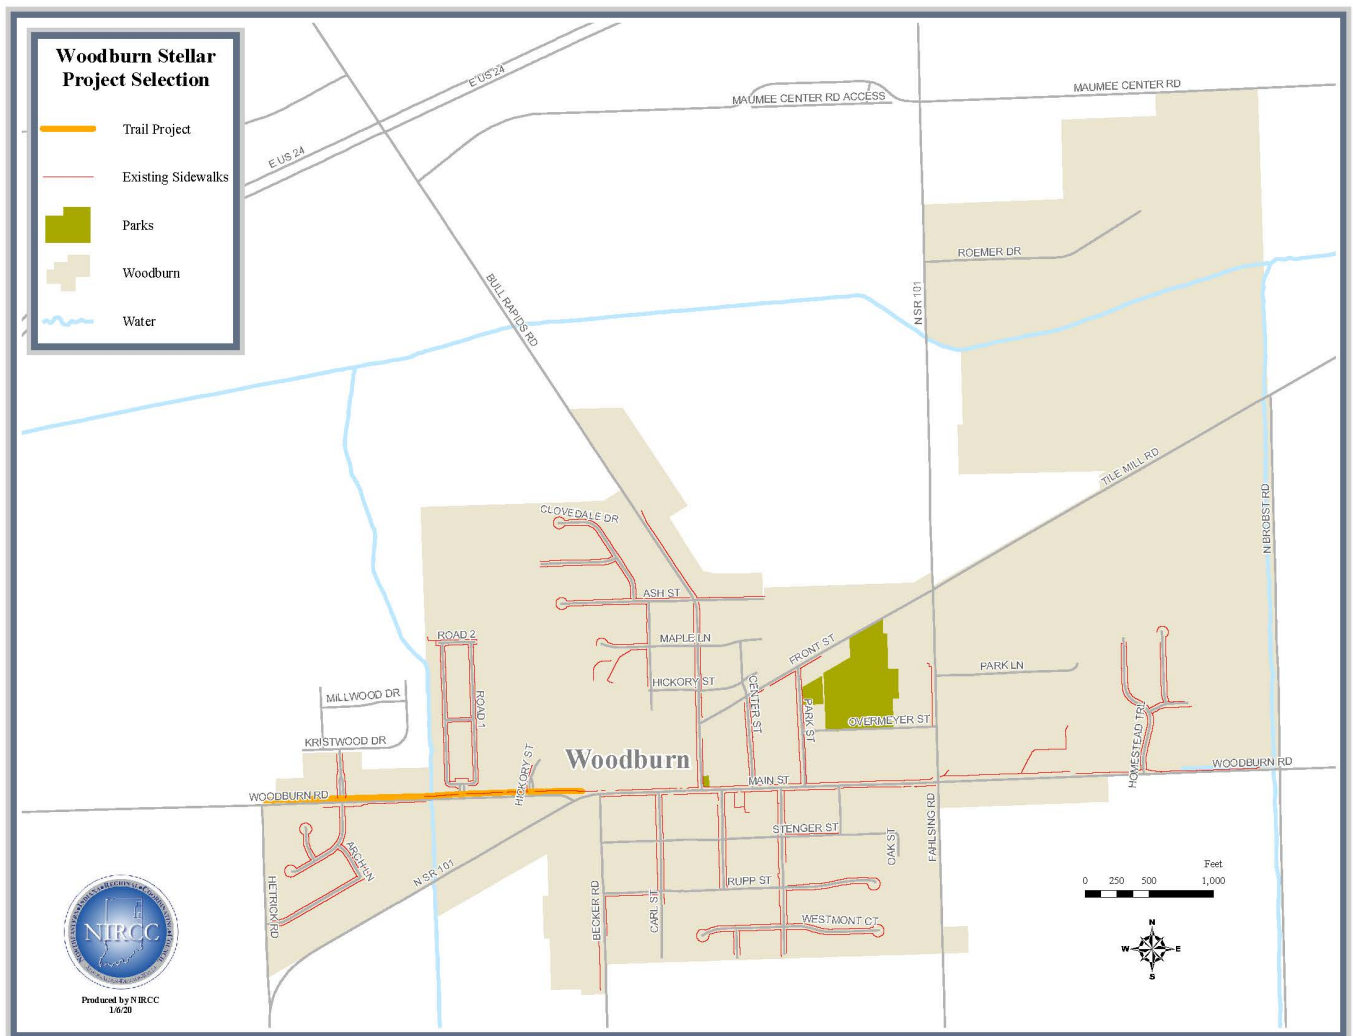 Woodburn Stellar
Project Selection
Trail Project
Existing Sidewalks
Parks
Woodburn
Water
E US 24
E US 24
MAUMEE CENTER RD ACCESS
MAUMEE CENTER RD
ROEMER DR
BULL RAPIDS RD
N SR 101
TILE MILL RD
N BROBST RD
CLOVEDALE DR
ASH ST
MAPLE LN
HICKORY ST
FRONT ST
CENTER ST
PARK ST
OVERMEYER ST
PARK LN
HOMESTEAD TRL
ROAD 2
ROAD 1
MILLWOOD DR
KRISTWOOD DR
HICKORY ST
Woodburn
MAIN ST
WOODBURN RD
WOODBURN RD
STENGER ST
OAK ST
FAHLSING RD
RUPP ST
WESTMONT CT
CARL ST
BECKER RD
N SR 101
ARCH LN
HETRICK RD
Feet
0 250 500 1,000
N
W E
S
NIRCC
Produced by NIRCC
1/6/20